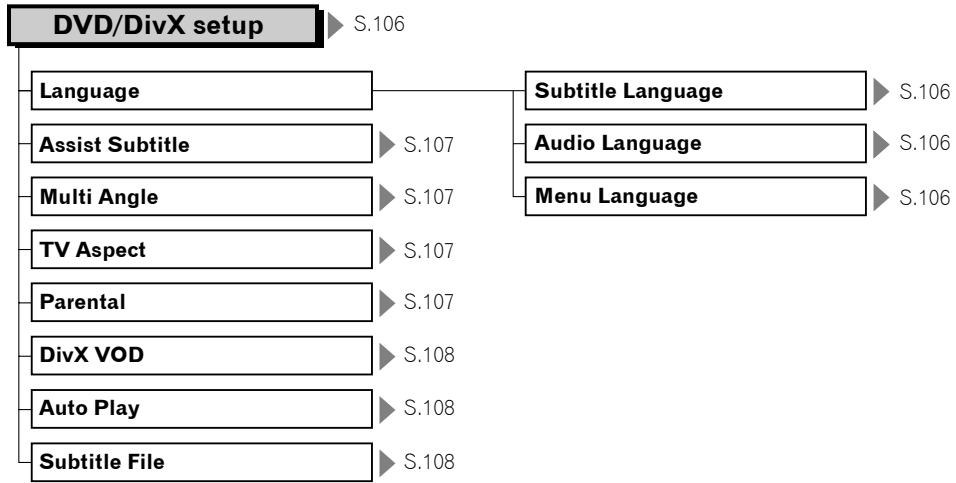 DVD/DivX setup S.106
Language
Subtitle Language S.106
Assist Subtitle S.107
Audio Language S.106
Multi Angle S.107
Menu Language S.106
TV Aspect S.107
Parental S.107
DivX VOD S.108
Auto Play S.108
Subtitle File S.108